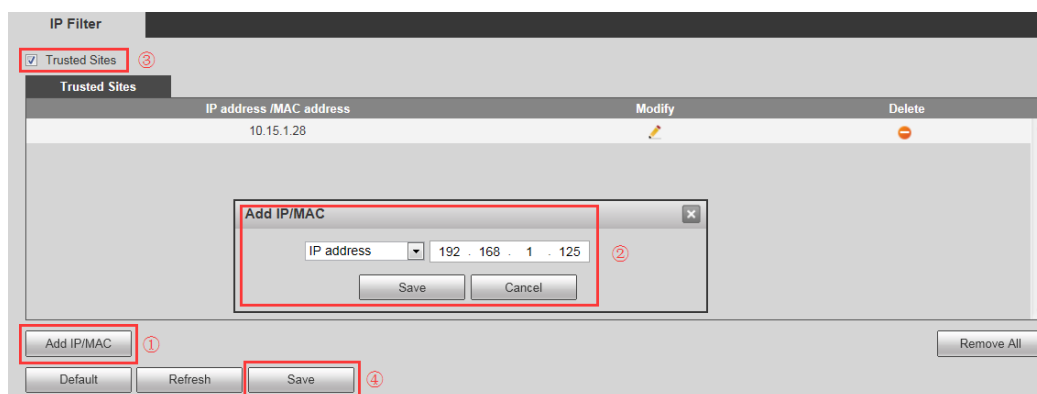 IP Filter
Trusted Sites ③
Trusted Sites
IP address /MAC address Modify Delete
10.15.1.28
Add IP/MAC
IP address 192 . 168 . 1 . 125 ②
Save Cancel
Add IP/MAC ① Remove All
Default Refresh Save ④